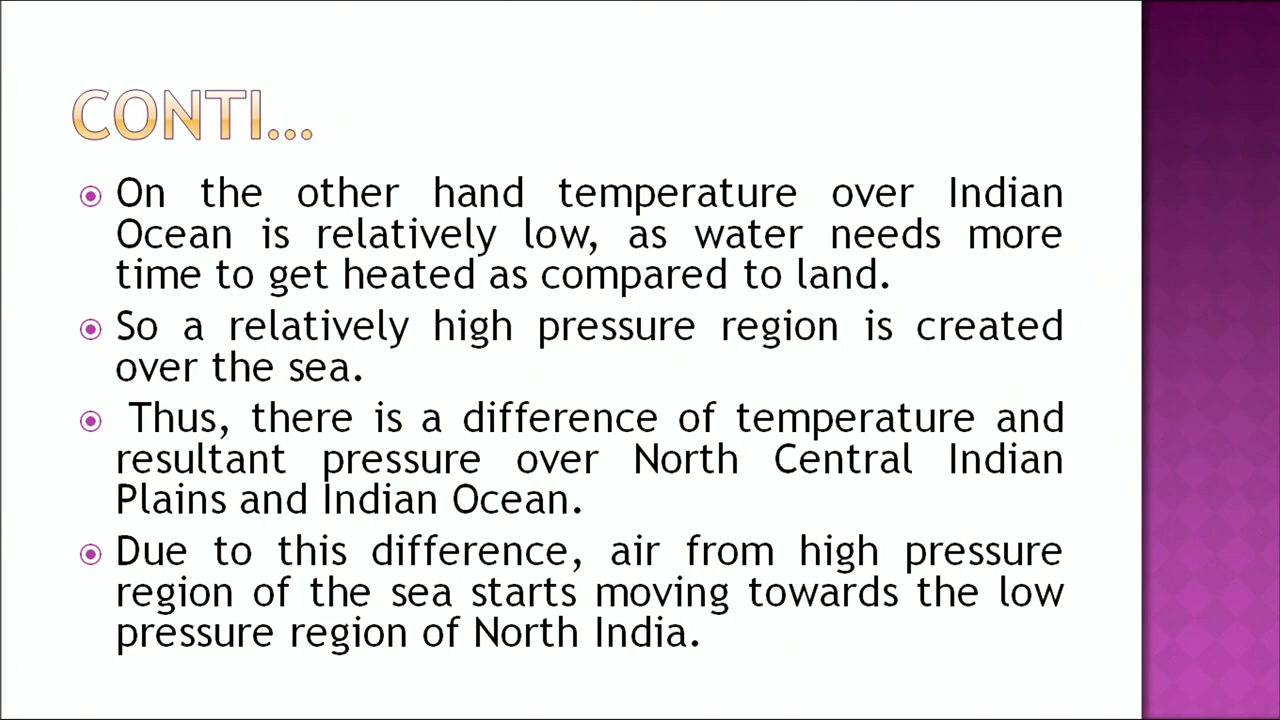 CONTI...
On the other hand temperature over Indian
Ocean is relatively low, as water needs more
time to get heated as compared to land.
So a relatively high pressure region is created
over the sea.
Thus, there is a difference of temperature and
resultant pressure over North Central Indian
Plains and Indian Ocean.
Due to this difference, air from high pressure
region of the sea starts moving towards the low
pressure region of North India.